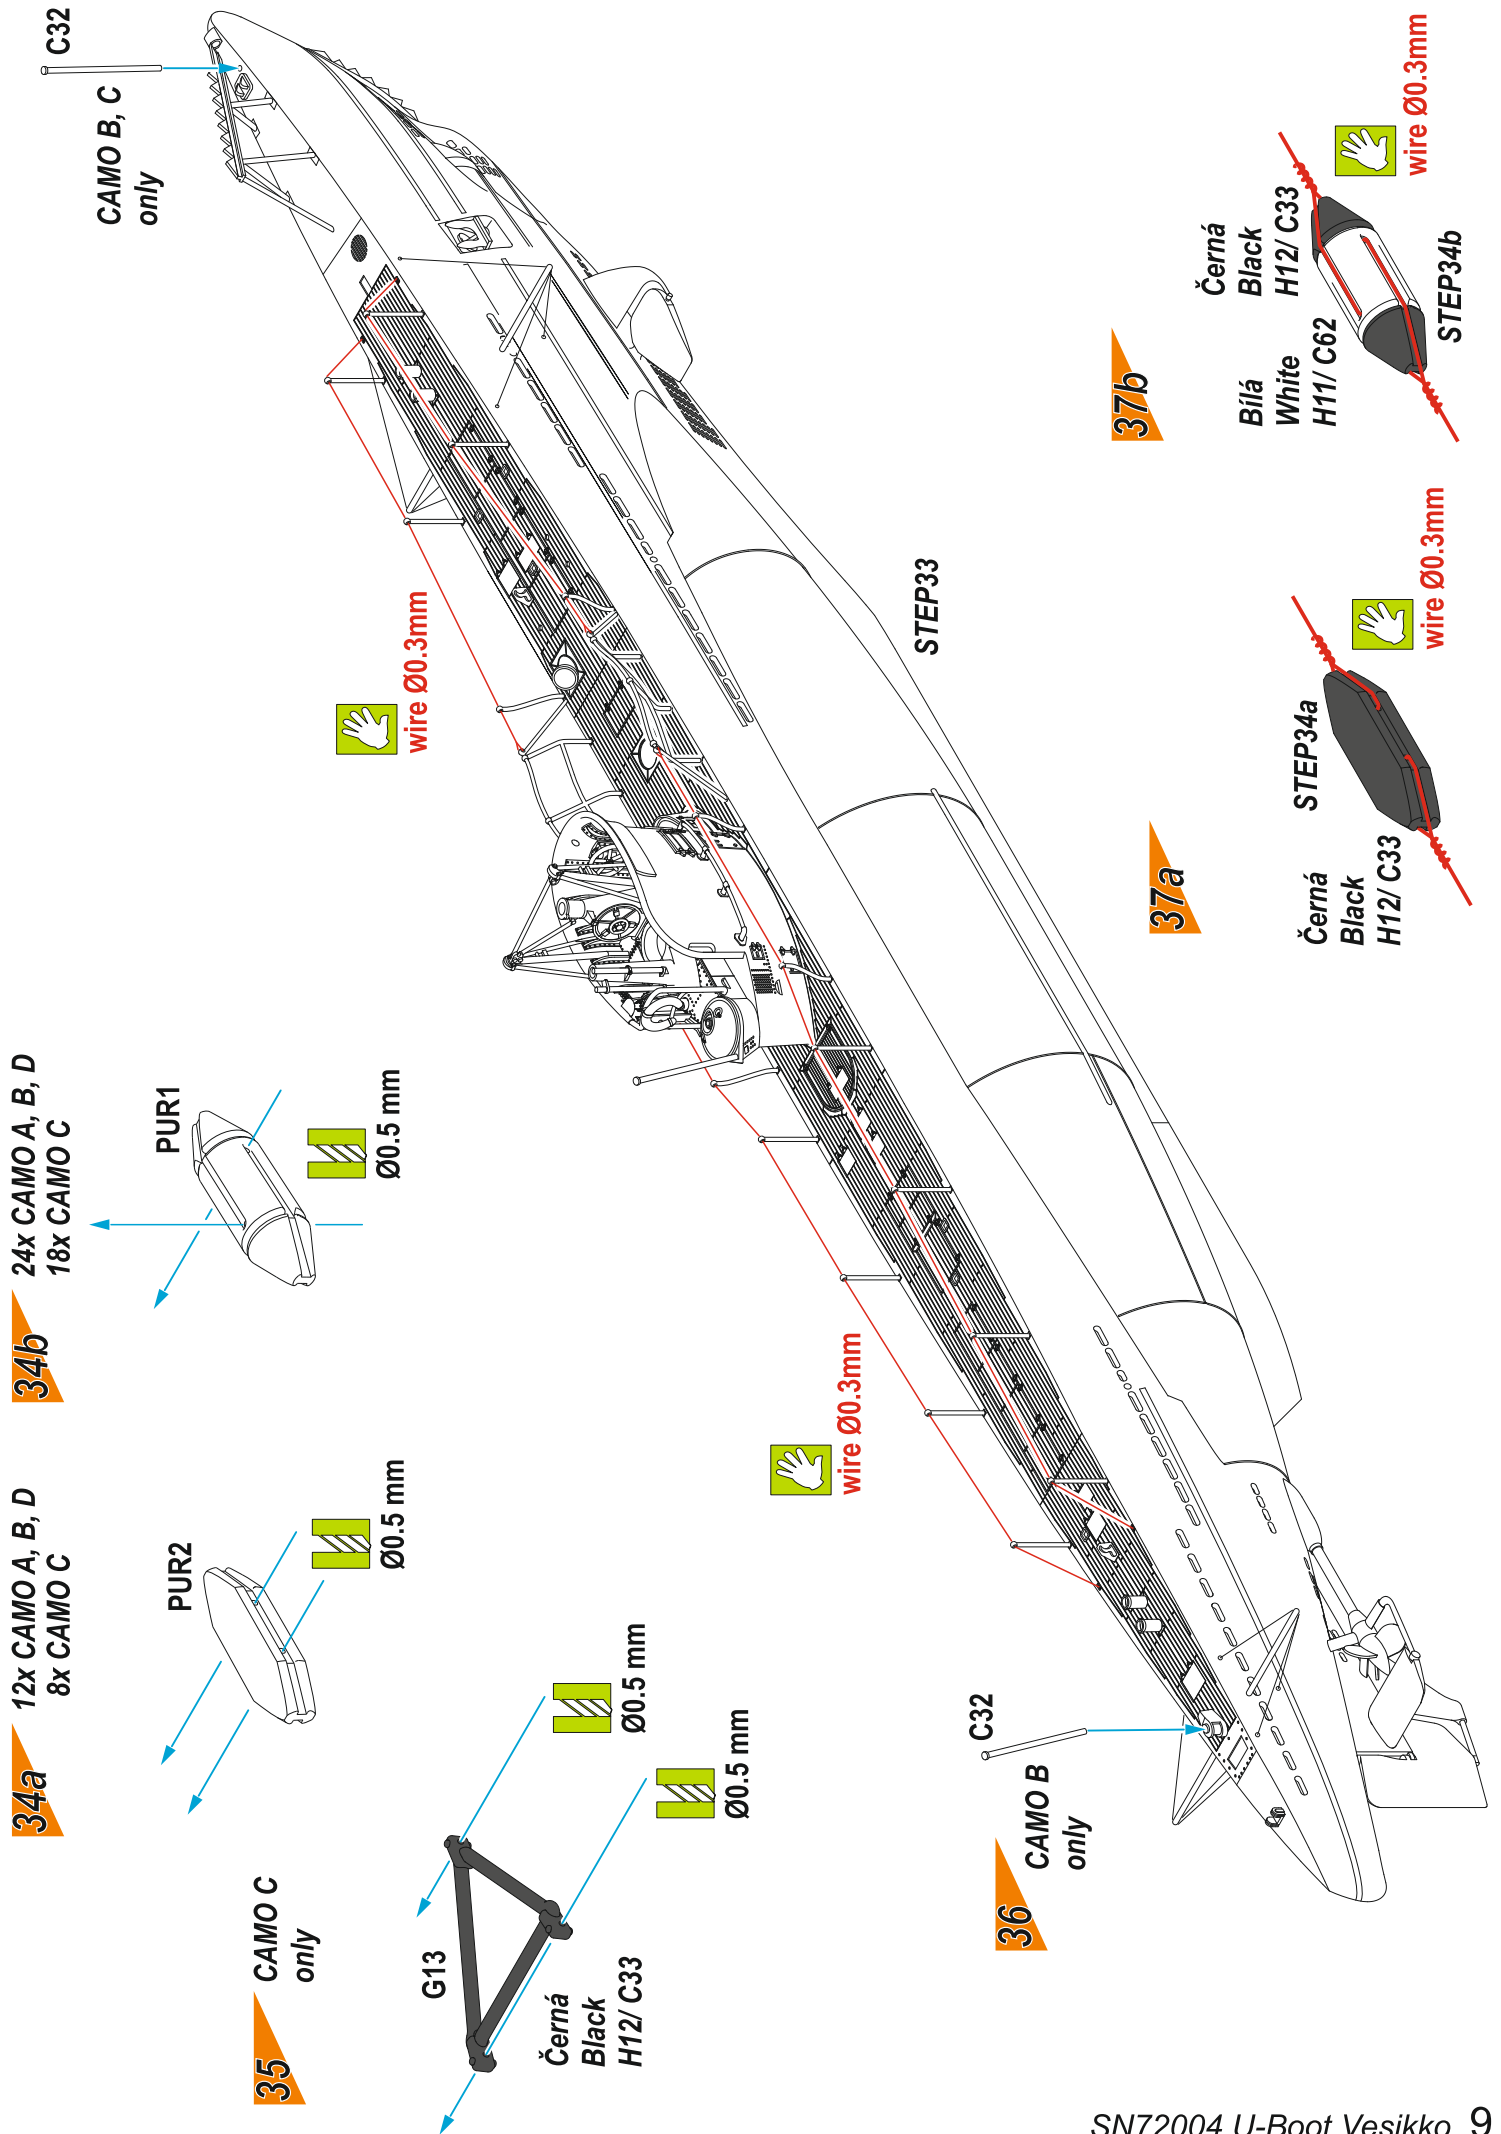 34a
12x CAMO A, B, D
8x CAMO C
PUR2
Ø0.5 mm
34b
24x CAMO A, B, D
18x CAMO C
PUR1
Ø0.5 mm
C32
CAMO B, C
only
35
CAMO C
only
G13
Černá
Black
H12/ C33
Ø0.5 mm
Ø0.5 mm
wire Ø0.3mm
wire Ø0.3mm
STEP33
36
CAMO B
only
C32
37a
STEP34a
Černá
Black
H12/ C33
wire Ø0.3mm
37b
Bílá
White
H11/ C62
Černá
Black
H12/ C33
STEP34b
wire Ø0.3mm
SN72004 U-Boot Vesikko 9